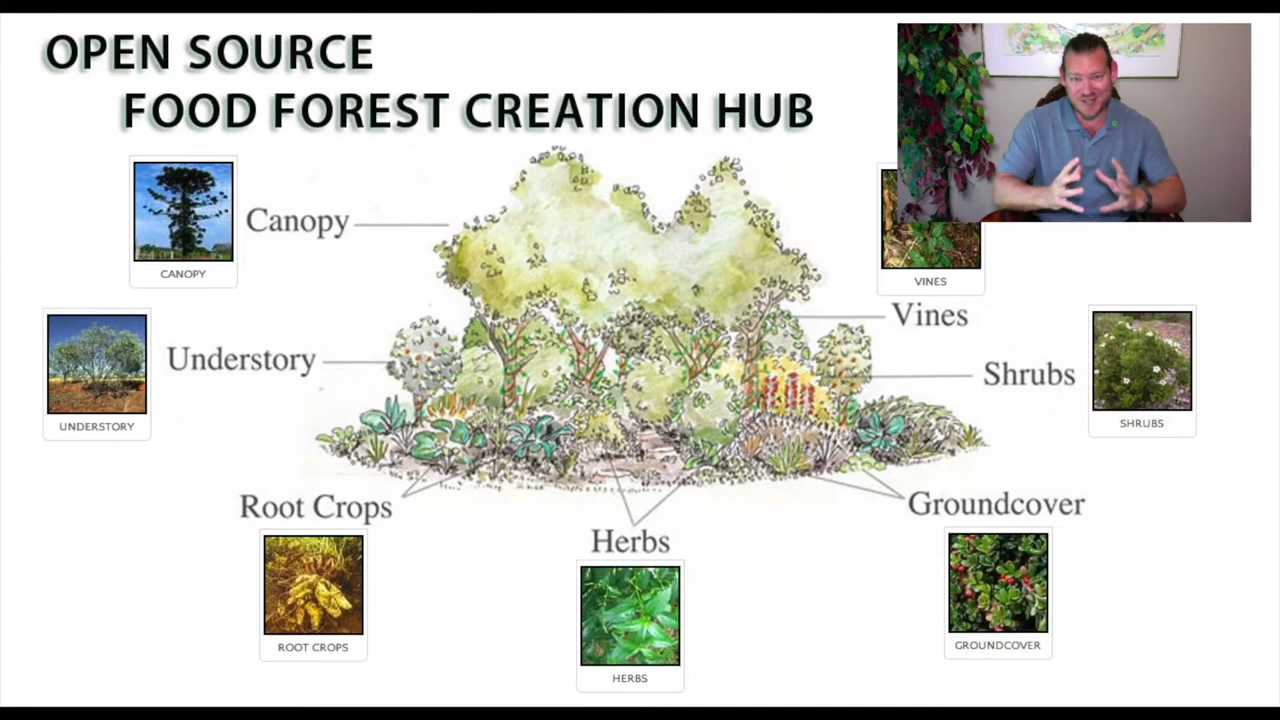 OPEN SOURCE
FOOD FOREST CREATION HUB
CANOPY
Canopy
VINES
Vines
UNDERSTORY
Understory
Shrubs
SHRUBS
Root Crops
Groundcover
Herbs
ROOT CROPS
GROUNDCOVER
HERBS